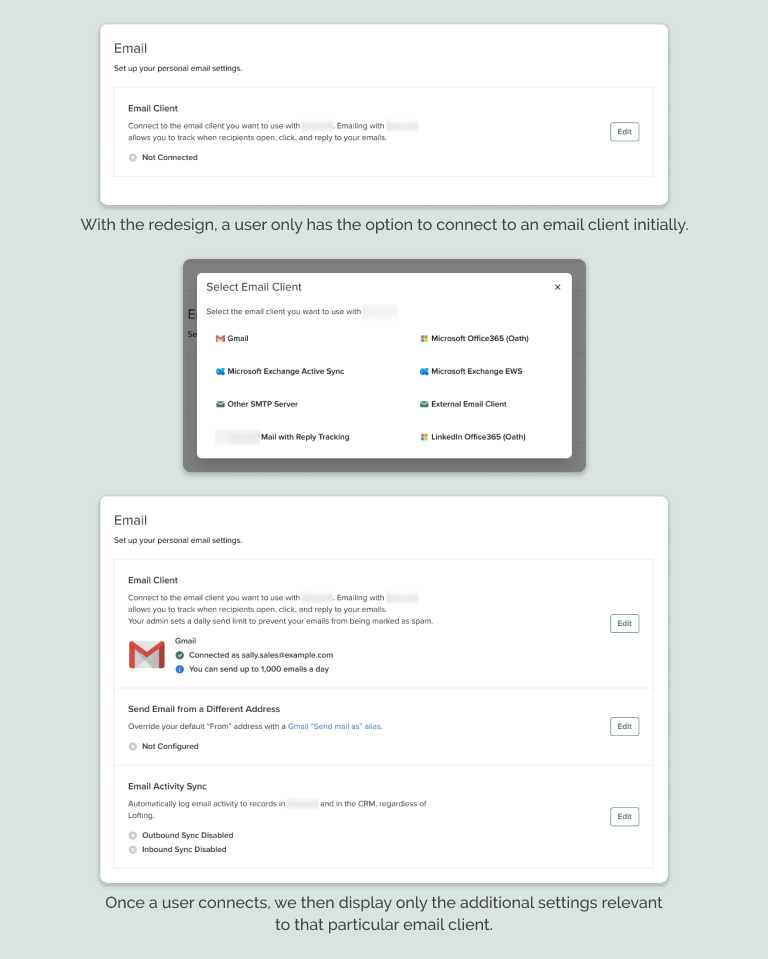 Email
Set up your personal email settings.
Email Client
Connect to the email client you want to use with . Emailing with
allows you to track when recipients open, click, and reply to your emails.
Edit
Not Connected
With the redesign, a user only has the option to connect to an email client initially.
E
Se
Select Email Client
Select the email client you want to use with
Gmail
Microsoft Office365 (Oath)
Microsoft Exchange Active Sync
Microsoft Exchange EWS
Other SMTP Server
External Email Client
Mail with Reply Tracking
LinkedIn Office365 (Oath)
Email
Set up your personal email settings.
Email Client
Connect to the email client you want to use with . Emailing with
allows you to track when recipients open, click, and reply to your emails.
Your admin sets a daily send limit to prevent your emails from being marked as spam.
Edit
Gmail
Connected as sally.sales@example.com
You can send up to 1,000 emails a day
Send Email from a Different Address
Override your default “From” address with a Gmail “Send mail as” alias.
Edit
Not Configured
Email Activity Sync
Automatically log email activity to records in and in the CRM, regardless of
Lofting.
Edit
Outbound Sync Disabled
Inbound Sync Disabled
Once a user connects, we then display only the additional settings relevant
to that particular email client.